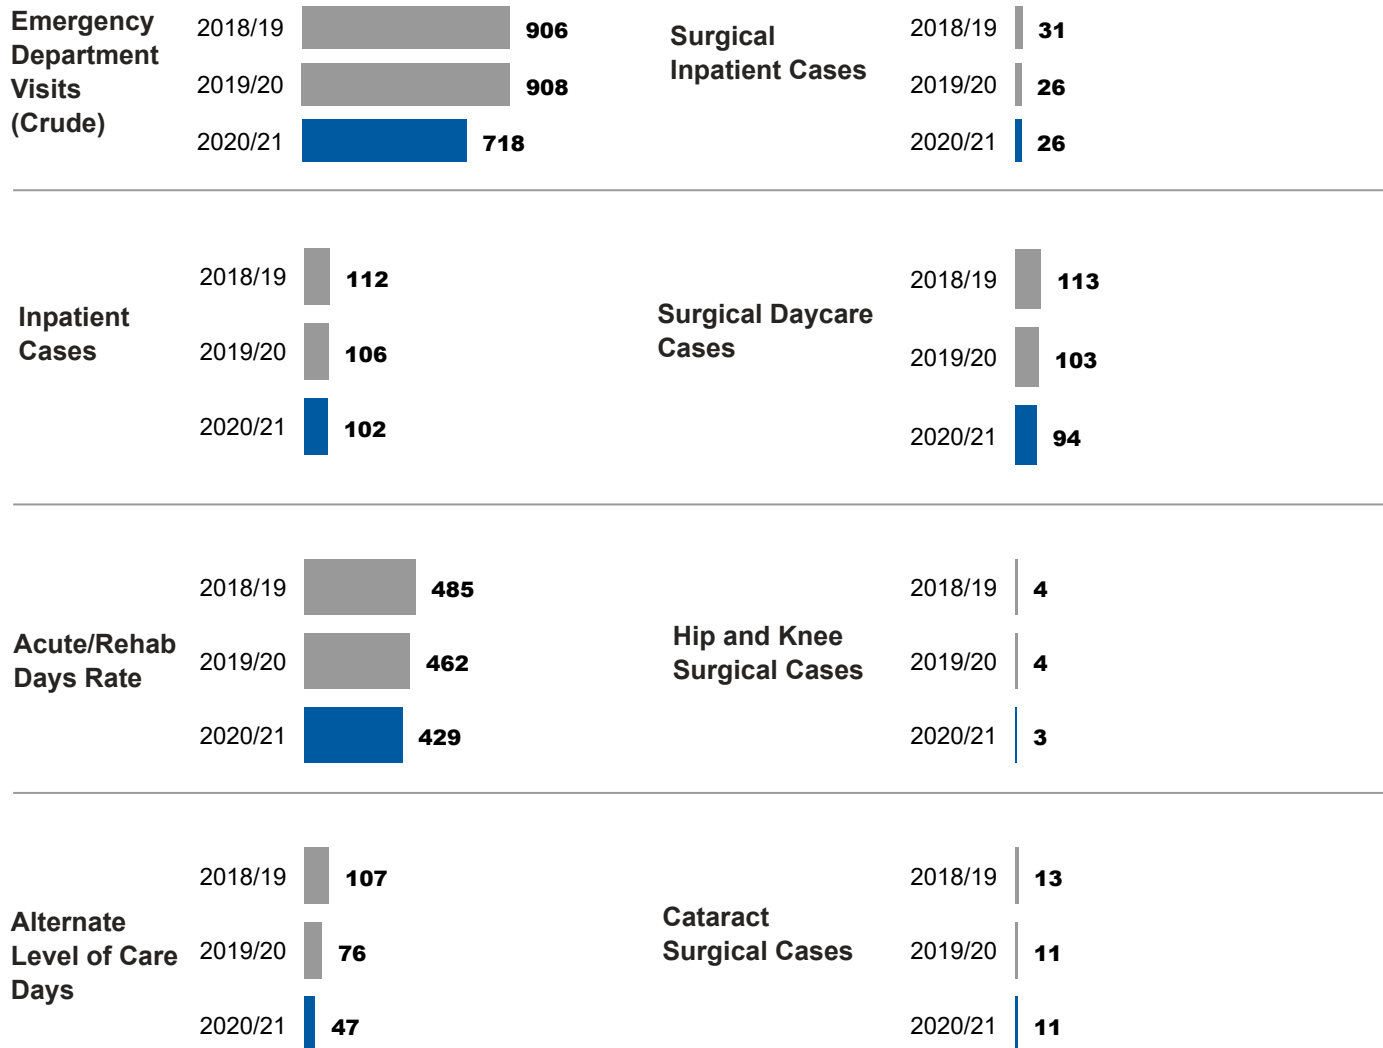 Emergency
Department
Visits
(Crude)
2018/19 906
2019/20 908
2020/21 718
Surgical
Inpatient Cases
2018/19 31
2019/20 26
2020/21 26
Inpatient
Cases
2018/19 112
2019/20 106
2020/21 102
Surgical Daycare
Cases
2018/19 113
2019/20 103
2020/21 94
Acute/Rehab
Days Rate
2018/19 485
2019/20 462
2020/21 429
Hip and Knee
Surgical Cases
2018/19 4
2019/20 4
2020/21 3
Alternate
Level of Care
Days
2018/19 107
2019/20 76
2020/21 47
Cataract
Surgical Cases
2018/19 13
2019/20 11
2020/21 11